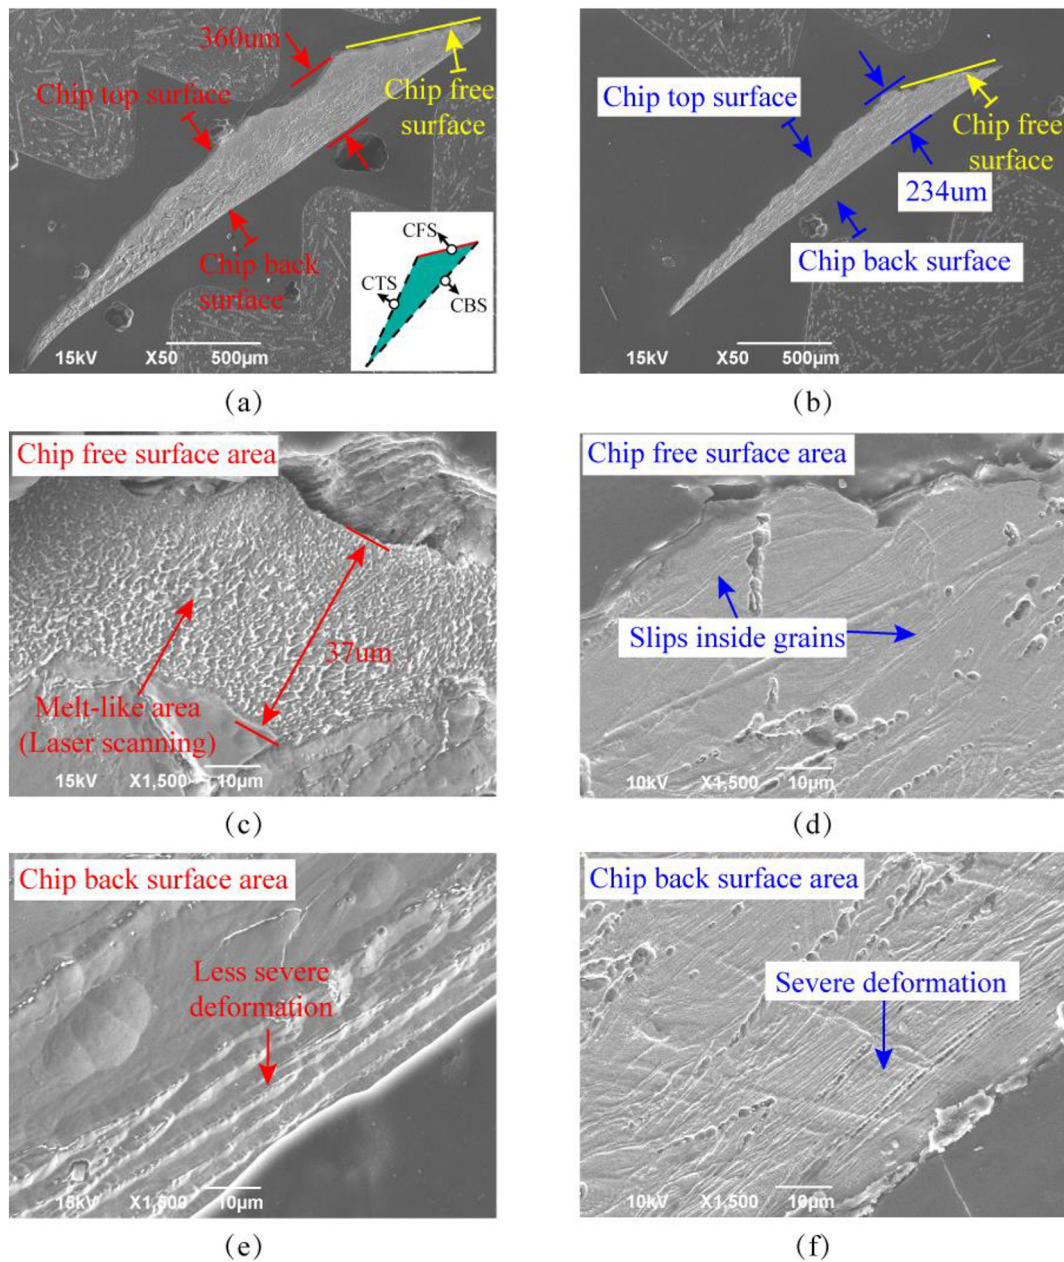 360um
Chip top surface
Chip free
surface
Chip back
surface
CFS
CTS
CBS
15kV X50 500μm
(a)
Chip top surface
Chip free
surface
234um
Chip back surface
15kV X50 500μm
(b)
Chip free surface area
37um
Melt-like area
(Laser scanning)
15kV X1,500 10μm
(c)
Chip free surface area
Slips inside grains
10kV X1,500 10μm
(d)
Chip back surface area
Less severe
deformation
15kV X1,500 10μm
(e)
Chip back surface area
Severe deformation
10kV X1,500 10μm
(f)